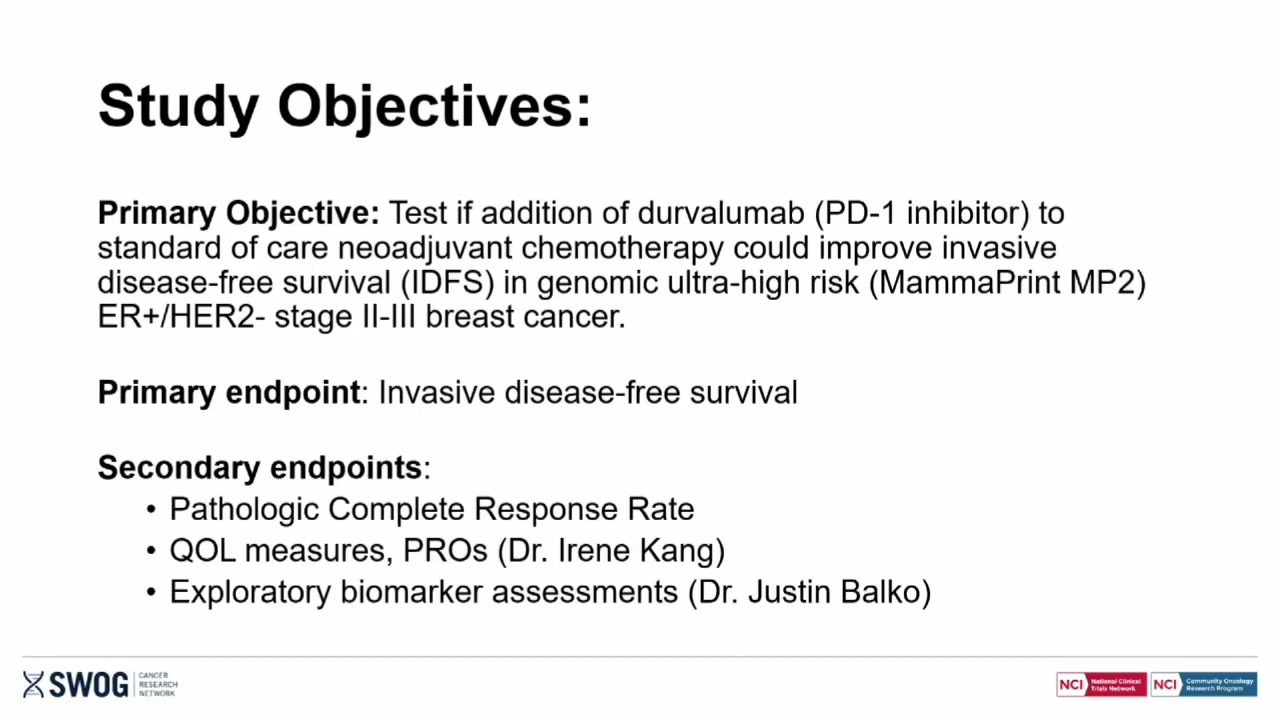 Study Objectives:
Primary Objective: Test if addition of durvalumab (PD-1 inhibitor) to
standard of care neoadjuvant chemotherapy could improve invasive
disease-free survival (IDFS) in genomic ultra-high risk (MammaPrint MP2)
ER+/HER2- stage II-III breast cancer.
Primary endpoint: Invasive disease-free survival
Secondary endpoints:
• Pathologic Complete Response Rate
• QOL measures, PROs (Dr. Irene Kang)
• Exploratory biomarker assessments (Dr. Justin Balko)
SWOG
CANCER
RESEARCH
NETWORK
NCI
National Clinical
Trials Network
NCI
Community Oncology
Research Program